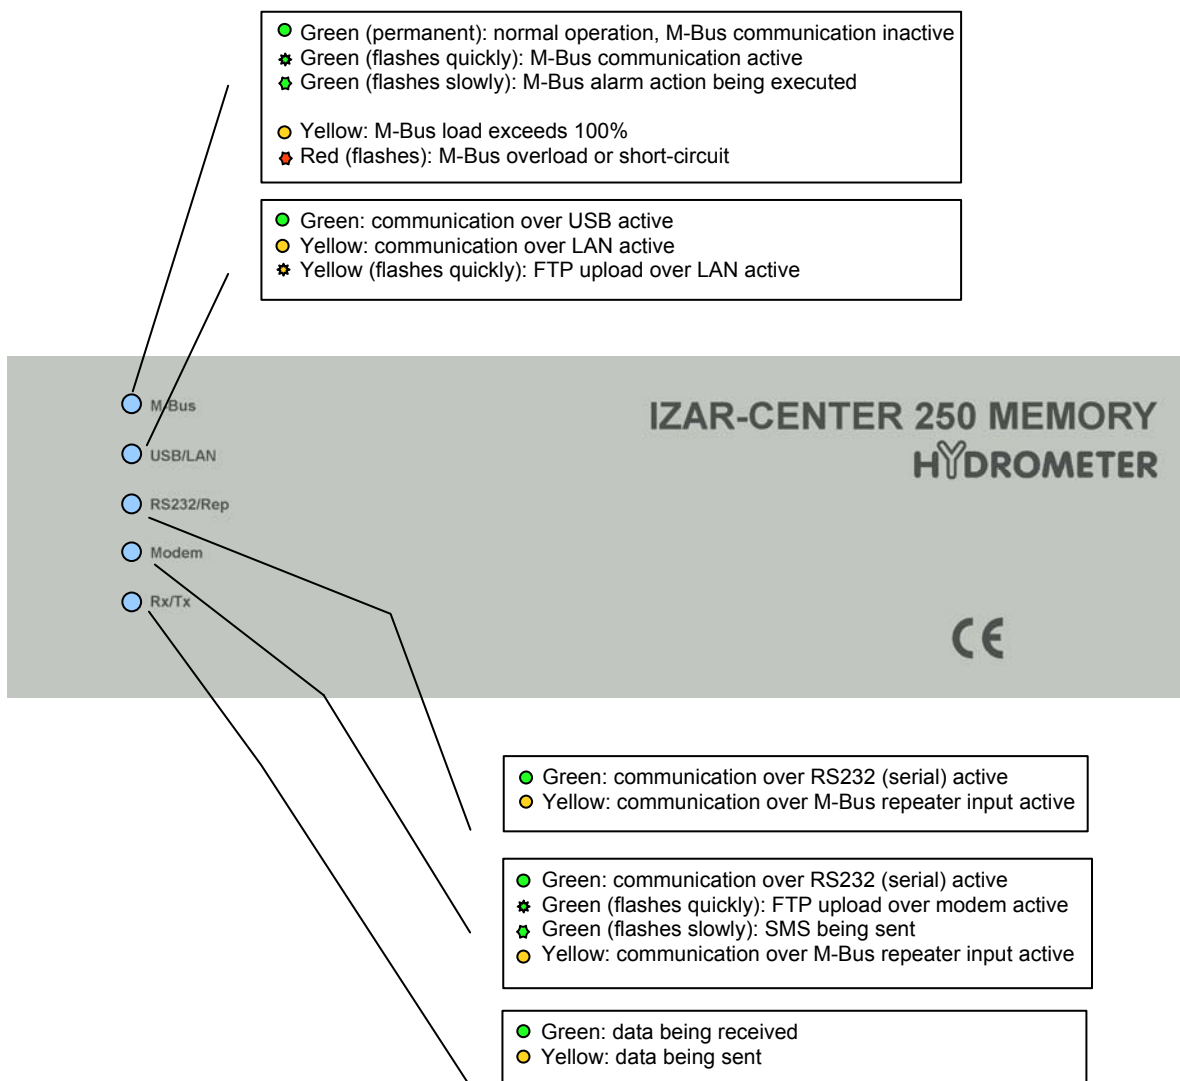 Green (permanent): normal operation, M-Bus communication inactive
Green (flashes quickly): M-Bus communication active
Green (flashes slowly): M-Bus alarm action being executed
Yellow: M-Bus load exceeds 100%
Red (flashes): M-Bus overload or short-circuit
Green: communication over USB active
Yellow: communication over LAN active
Yellow (flashes quickly): FTP upload over LAN active
M-Bus
USB/LAN
RS232/Rep
Modem
Rx/Tx
IZAR-CENTER 250 MEMORY
HYDROMETER
CE
Green: communication over RS232 (serial) active
Yellow: communication over M-Bus repeater input active
Green: communication over RS232 (serial) active
Green (flashes quickly): FTP upload over modem active
Green (flashes slowly): SMS being sent
Yellow: communication over M-Bus repeater input active
Green: data being received
Yellow: data being sent